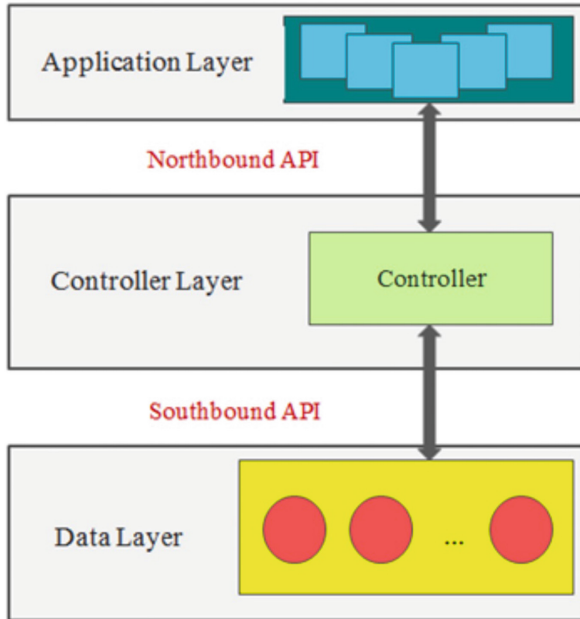 Application Layer
Northbound API
Controller Layer
Controller
Southbound API
Data Layer
...